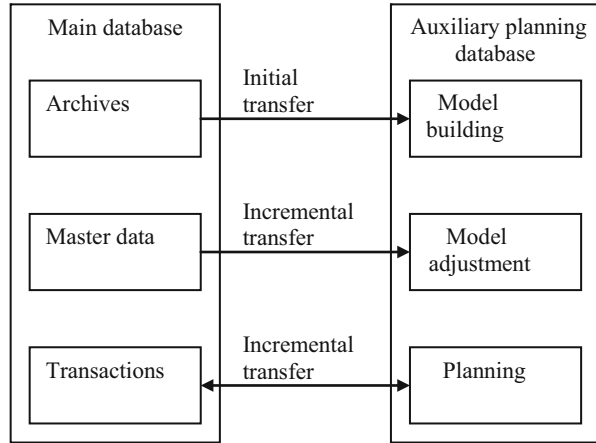 Main database
Auxiliary planning
database
Archives
Initial
transfer
Model
building
Master data
Incremental
transfer
Model
adjustment
Transactions
Incremental
transfer
Planning